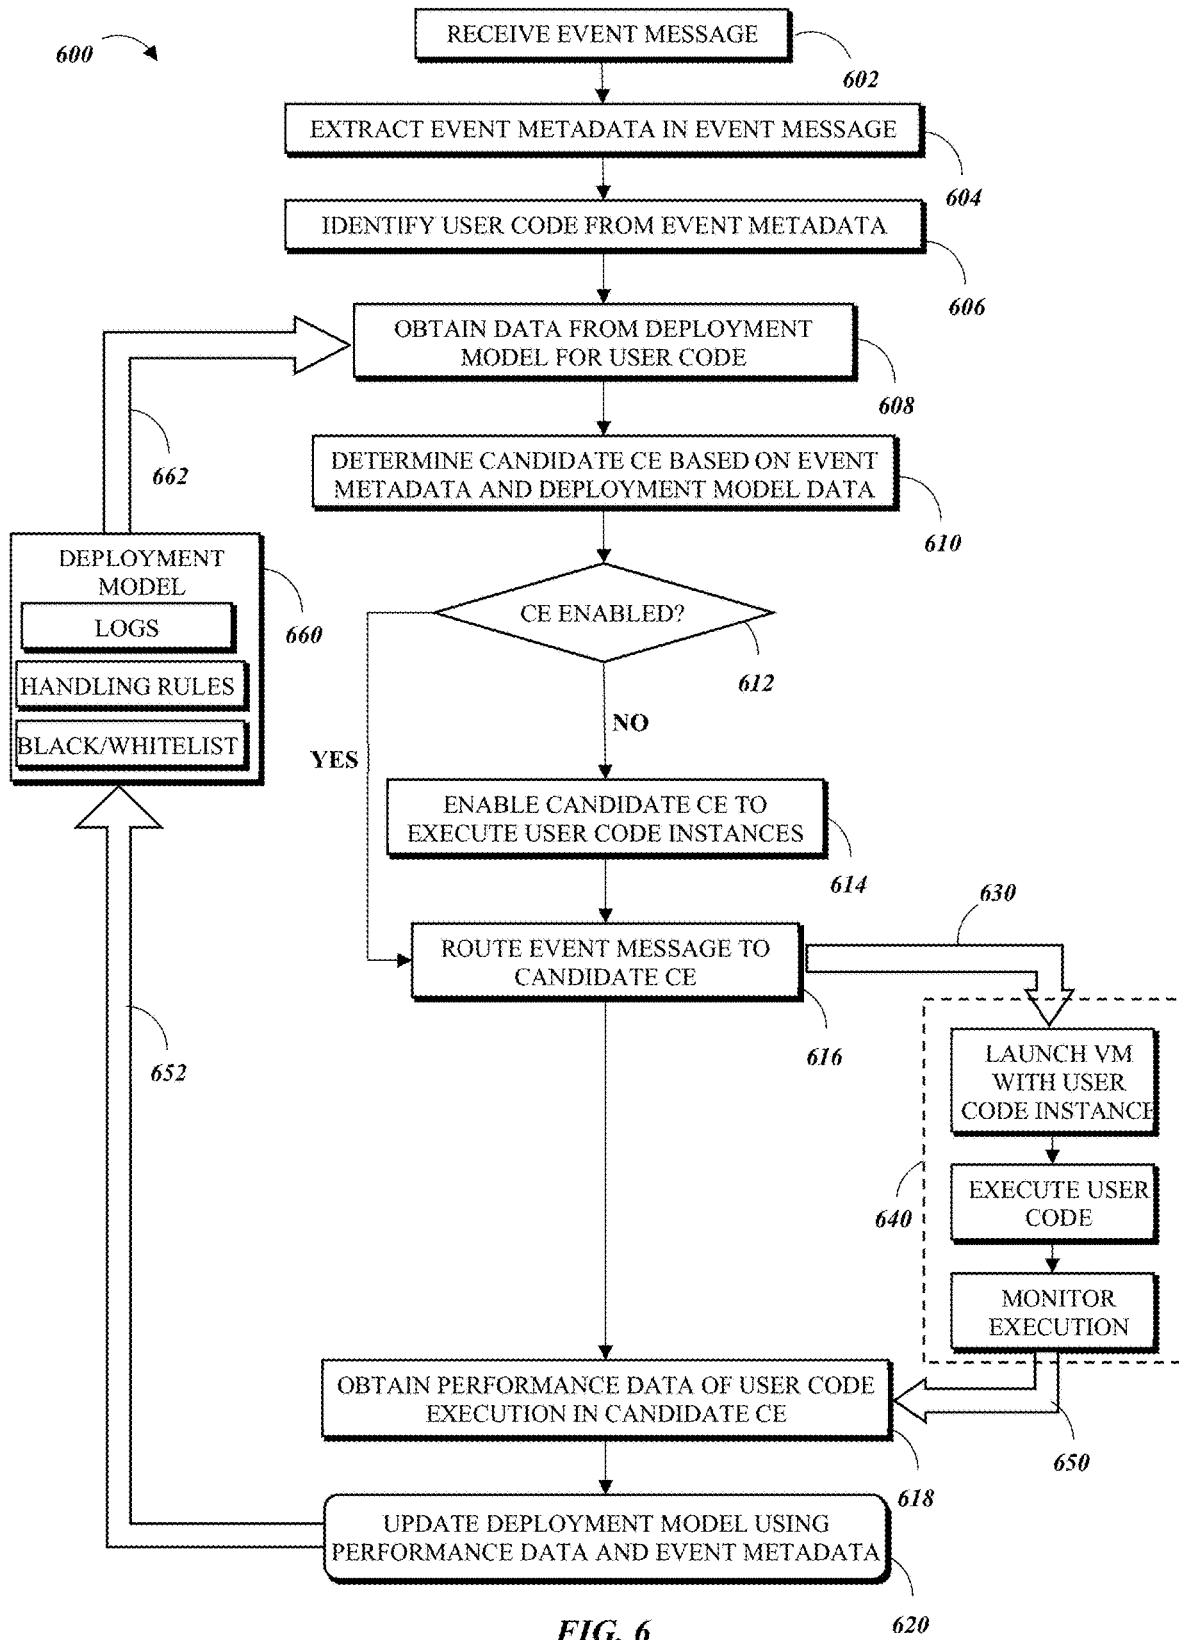 600
RECEIVE EVENT MESSAGE
602
EXTRACT EVENT METADATA IN EVENT MESSAGE
604
IDENTIFY USER CODE FROM EVENT METADATA
606
OBTAIN DATA FROM DEPLOYMENT
MODEL FOR USER CODE
608
662
DETERMINE CANDIDATE CE BASED ON EVENT
METADATA AND DEPLOYMENT MODEL DATA
610
DEPLOYMENT
MODEL
LOGS
HANDLING RULES
BLACK/WHITELIST
660
CE ENABLED?
612
NO
YES
ENABLE CANDIDATE CE TO
EXECUTE USER CODE INSTANCES
614
ROUTE EVENT MESSAGE TO
CANDIDATE CE
616
630
LAUNCH VM
WITH USER
CODE INSTANCE
EXECUTE USER
CODE
MONITOR
EXECUTION
640
652
OBTAIN PERFORMANCE DATA OF USER CODE
EXECUTION IN CANDIDATE CE
618
650
UPDATE DEPLOYMENT MODEL USING
PERFORMANCE DATA AND EVENT METADATA
620
FIG. 6